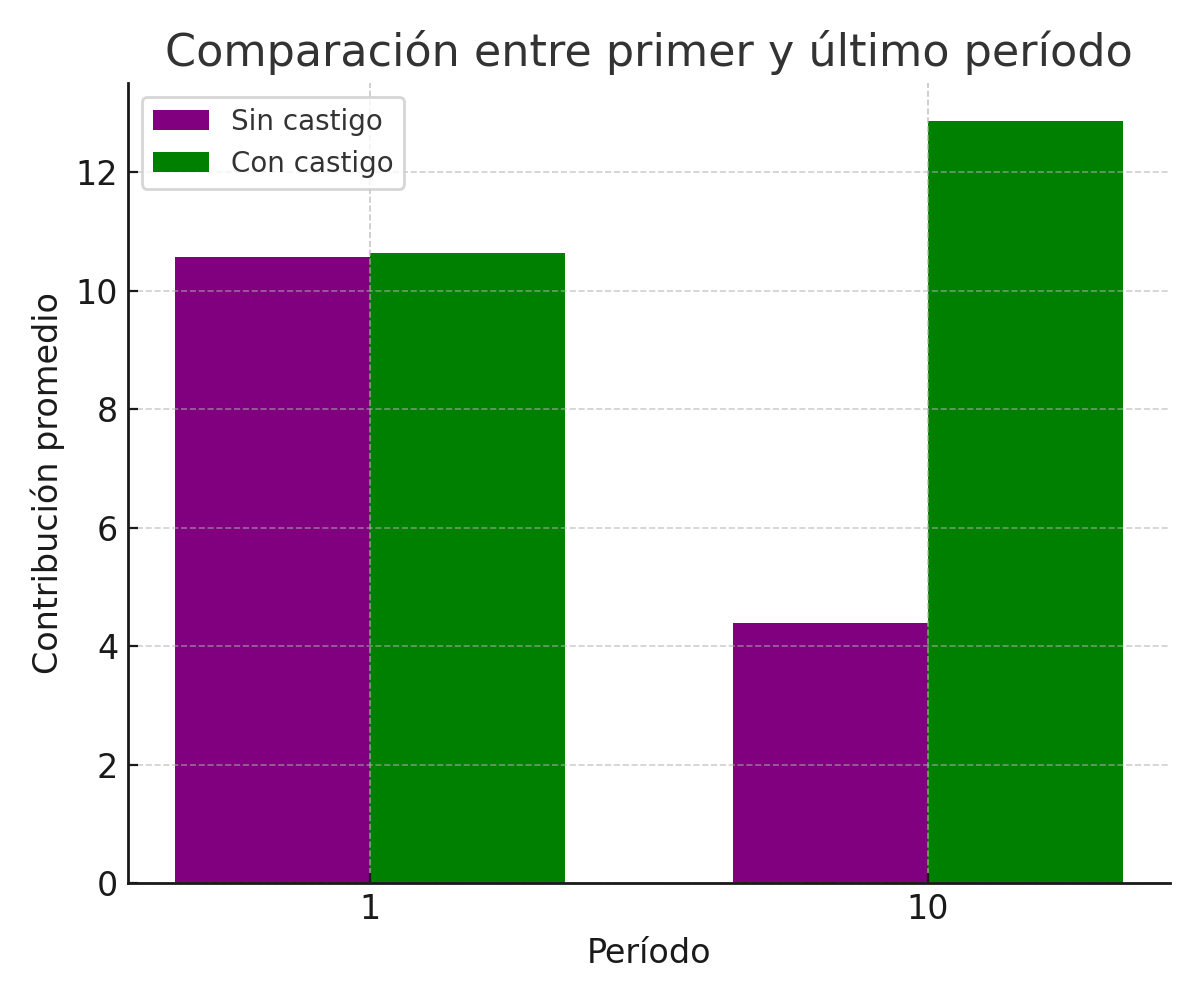 Comparación entre primer y último período
Sin castigo
Con castigo
12
10
8
6
4
2
0
Contribución promedio
1
10
Período